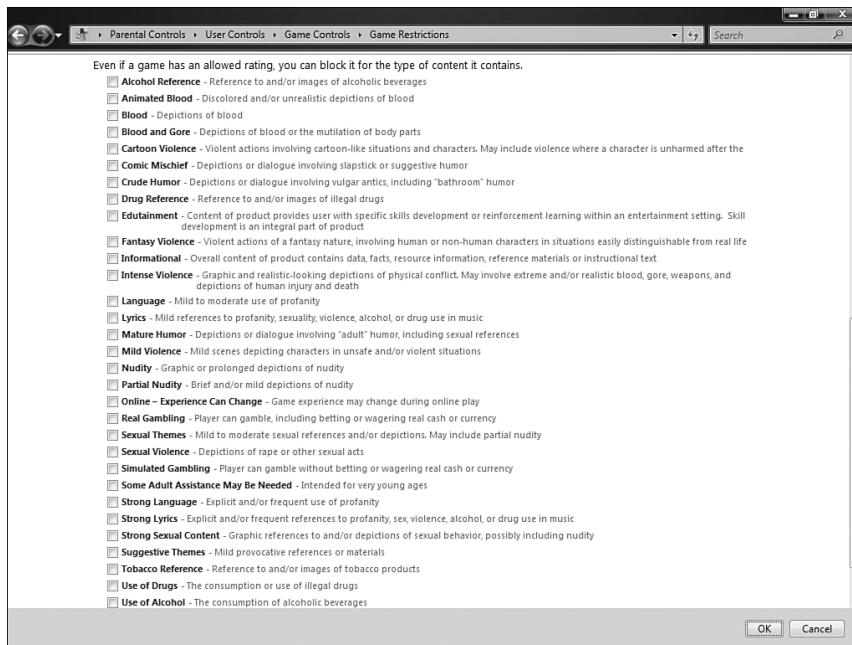 Parental Controls ▸ User Controls ▸ Game Controls ▸ Game Restrictions
Search
Even if a game has an allowed rating, you can block it for the type of content it contains.
Alcohol Reference - Reference to and/or images of alcoholic beverages
Animated Blood - Discolored and/or unrealistic depictions of blood
Blood - Depictions of blood
Blood and Gore - Depictions of blood or the mutilation of body parts
Cartoon Violence - Violent actions involving cartoon-like situations and characters. May include violence where a character is unharmed after the
Comic Mischief - Depictions or dialogue involving slapstick or suggestive humor
Crude Humor - Depictions or dialogue involving vulgar antics, including "bathroom" humor
Drug Reference - Reference to and/or images of illegal drugs
Edutainment - Content of product provides user with specific skills development or reinforcement learning within an entertainment setting. Skill
development is an integral part of product
Fantasy Violence - Violent actions of a fantasy nature, involving human or non-human characters in situations easily distinguishable from real life
Informational - Overall content of product contains data, facts, resource information, reference materials or instructional text
Intense Violence - Graphic and realistic-looking depictions of physical conflict. May involve extreme and/or realistic blood, gore, weapons, and
depictions of human injury and death
Language - Mild to moderate use of profanity
Lyrics - Mild references to profanity, sexuality, violence, alcohol, or drug use in music
Mature Humor - Depictions or dialogue involving "adult" humor, including sexual references
Mild Violence - Mild scenes depicting characters in unsafe and/or violent situations
Nudity - Graphic or prolonged depictions of nudity
Partial Nudity - Brief and/or mild depictions of nudity
Online – Experience Can Change - Game experience may change during online play
Real Gambling - Player can gamble, including betting or wagering real cash or currency
Sexual Themes - Mild to moderate sexual references and/or depictions. May include partial nudity
Sexual Violence - Depictions of rape or other sexual acts
Simulated Gambling - Player can gamble without betting or wagering real cash or currency
Some Adult Assistance May Be Needed - Intended for very young ages
Strong Language - Explicit and/or frequent use of profanity
Strong Lyrics - Explicit and/or frequent references to profanity, sex, violence, alcohol, or drug use in music
Strong Sexual Content - Graphic references to and/or depictions of sexual behavior, possibly including nudity
Suggestive Themes - Mild provocative references or materials
Tobacco Reference - Reference to and/or images of tobacco products
Use of Drugs - The consumption or use of illegal drugs
Use of Alcohol - The consumption of alcoholic beverages
OK Cancel